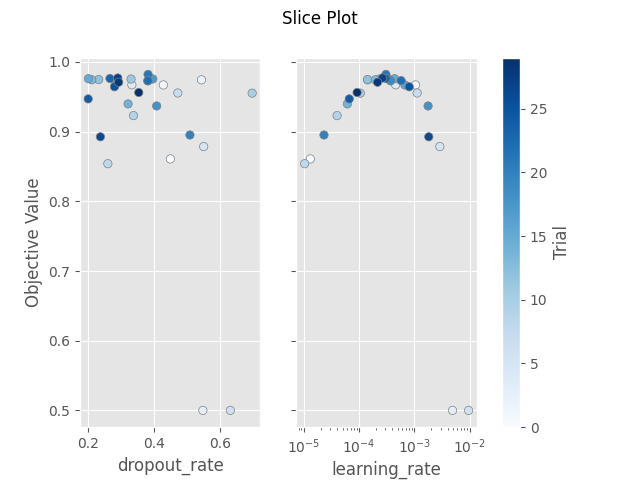 Slice Plot
Objective Value
1.0
0.9
0.8
0.7
0.6
0.5
0.2 0.4 0.6
dropout_rate
10⁻⁵ 10⁻⁴ 10⁻³ 10⁻²
learning_rate
25
20
15
10
5
0
Trial